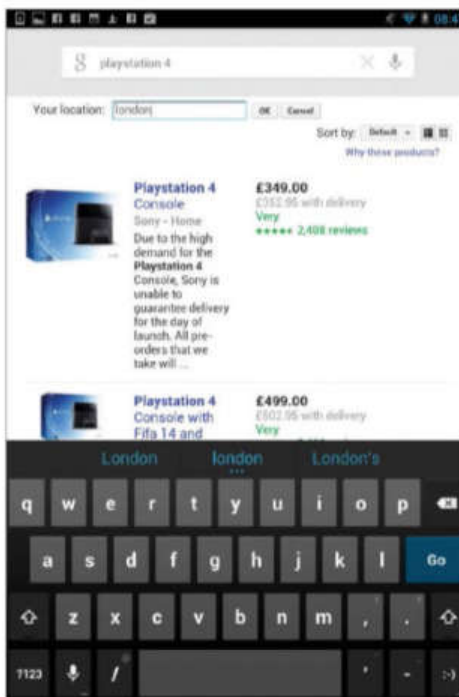 08:4
8 playstation 4
Your location: london OK Cancel
Sort by: Default
Why these products?
Playstation 4
Console
Sony - Home
Due to the high
demand for the
Playstation 4
Console, Sony is
unable to
guarantee delivery
for the day of
launch. All pre-
orders that we
take will ...
£349.00
£352.95 with delivery
Very
2,408 reviews
Playstation 4
Console with
Fifa 14 and
£499.00
£502.95 with delivery
Very
London london London's
q w e r t y u i o p
a s d f g h j k l Go
z x c v b n m , .
?123 / ' - :-)